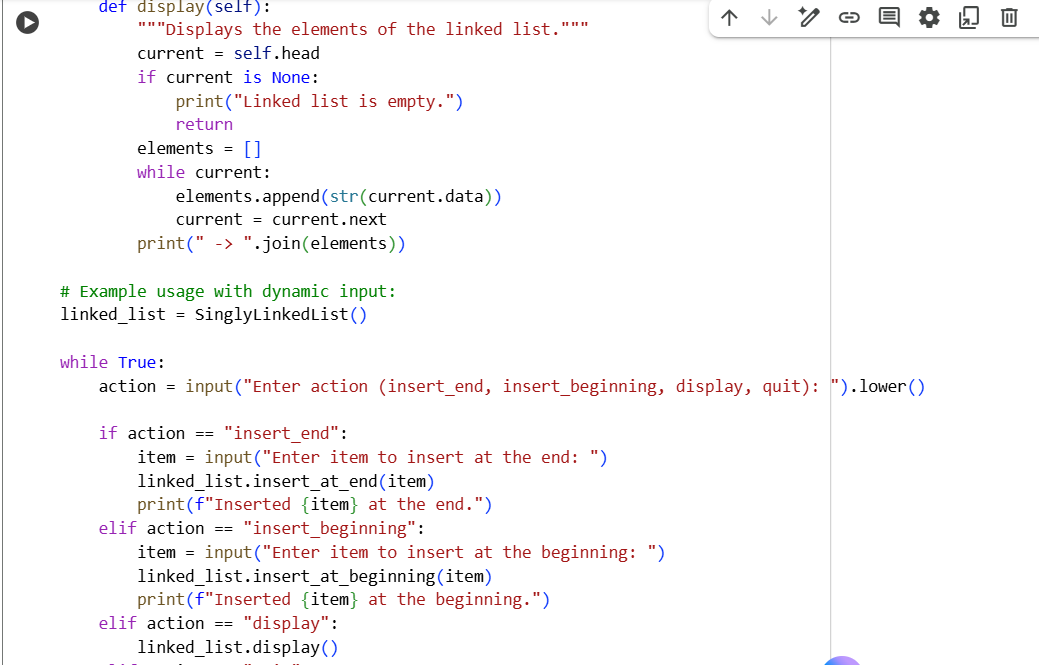 def display(self):
        """Displays the elements of the linked list."""
        current = self.head
        if current is None:
            print("Linked list is empty.")
            return
        elements = []
        while current:
            elements.append(str(current.data))
            current = current.next
        print(" -> ".join(elements))

# Example usage with dynamic input:
linked_list = SinglyLinkedList()

while True:
    action = input("Enter action (insert_end, insert_beginning, display, quit): ").lower()

    if action == "insert_end":
        item = input("Enter item to insert at the end: ")
        linked_list.insert_at_end(item)
        print(f"Inserted {item} at the end.")
    elif action == "insert_beginning":
        item = input("Enter item to insert at the beginning: ")
        linked_list.insert_at_beginning(item)
        print(f"Inserted {item} at the beginning.")
    elif action == "display":
        linked_list.display()